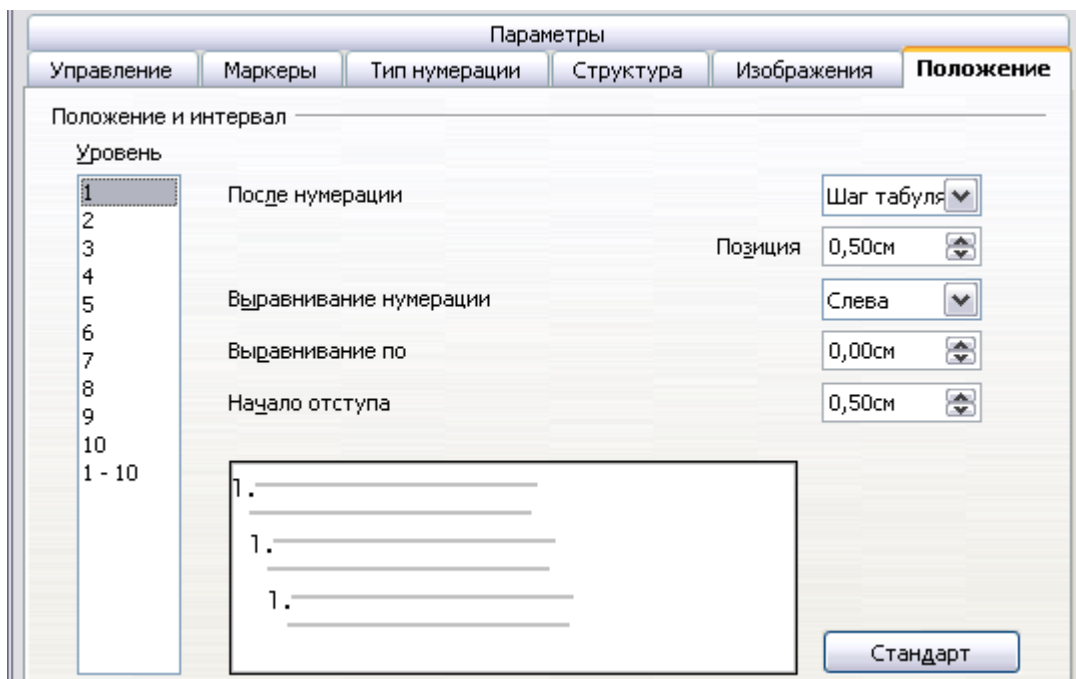 Параметры
Управление Маркеры Тип нумерации Структура Изображения Положение
Положение и интервал
Уровень
1
2
3
4
5
6
7
8
9
10
1 - 10
После нумерации Шаг табуля
Позиция 0,50см
Выравнивание нумерации Слева
Выравнивание по 0,00см
Начало отступа 0,50см
1.
1.
1.
Стандарт